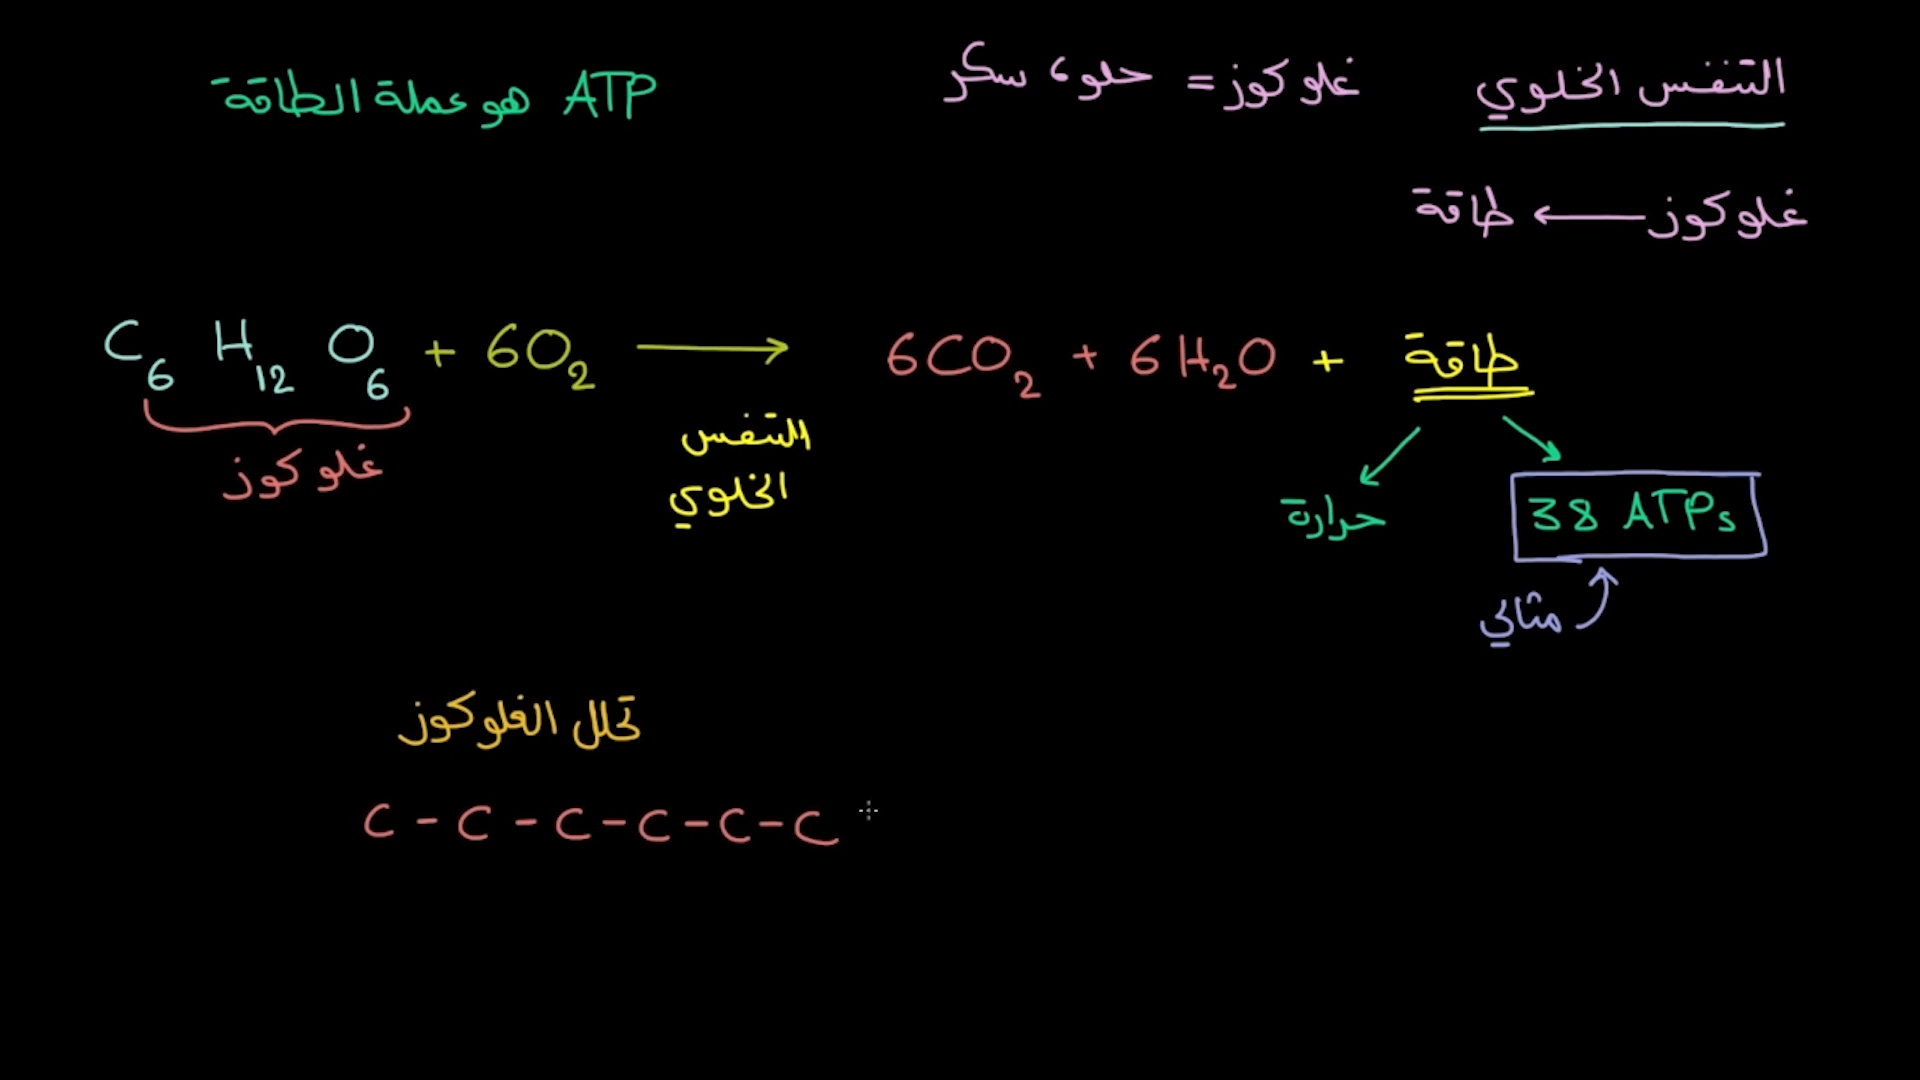 التنفس الخلوي
غلوكوز = حلو، سكر
ATP هو عملة الطاقة
غلوكوز ← طاقة
C6 H12 O6 + 6O2 → 6CO2 + 6H2O + طاقة
غلوكوز
التنفس
الخلوي
حرارة
38 ATPs
مثالي
تحلل الغلوكوز
C - C - C - C - C - C